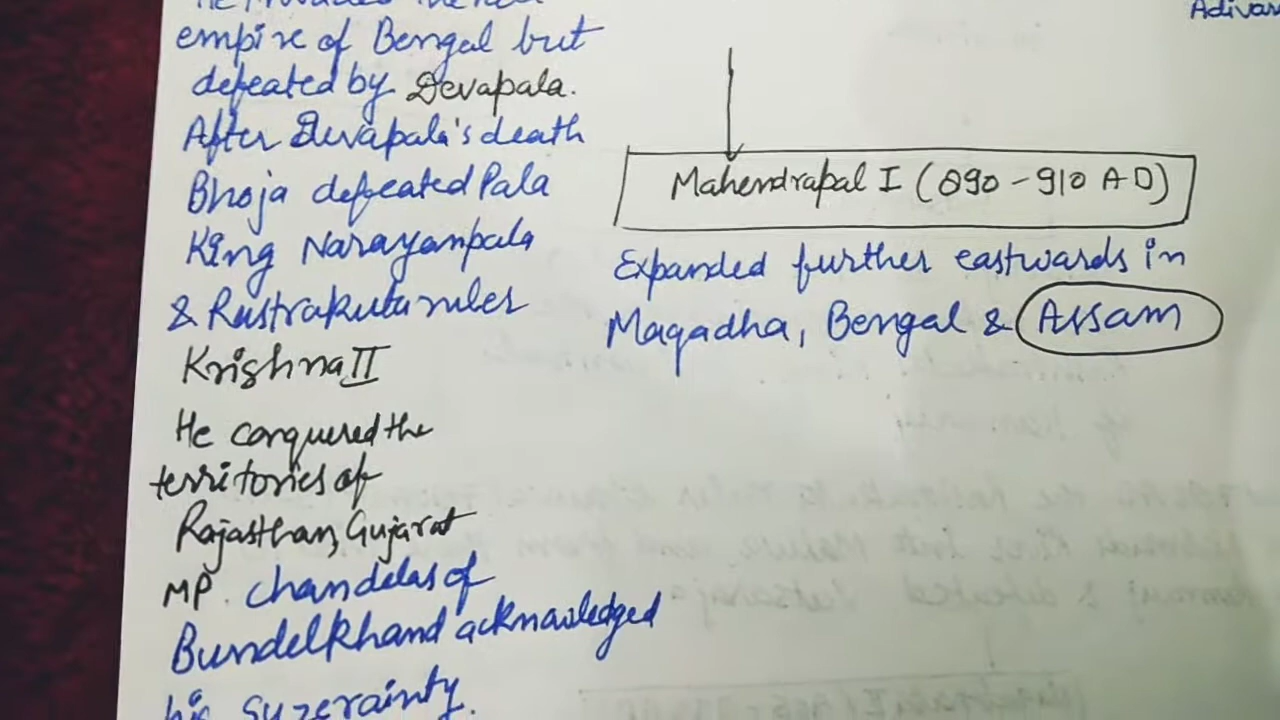 empire of Bengal but
defeated by Devapala.
After Devapala's death
Bhoja defeated Pala
King Narayanpala
& Rastrakuta rulers
Krishna II
He conquered the
territories of
Rajasthan, Gujarat
MP. Chandelas of
Bundelkhand acknowledged
his suzerainty.
Mahendrapal I (890-910 AD)
Expanded further eastwards in
Magadha, Bengal & Assam